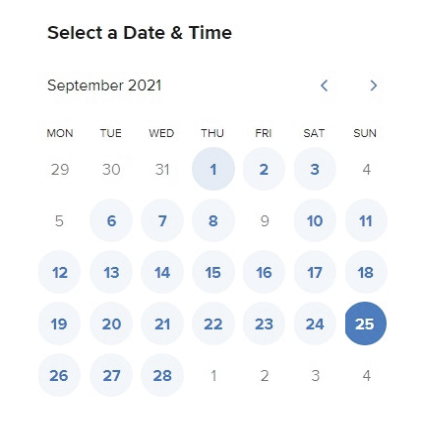 Select a Date & Time
September 2021
MON TUE WED THU FRI SAT SUN
29 30 31 1 2 3 4
5 6 7 8 9 10 11
12 13 14 15 16 17 18
19 20 21 22 23 24 25
26 27 28 1 2 3 4